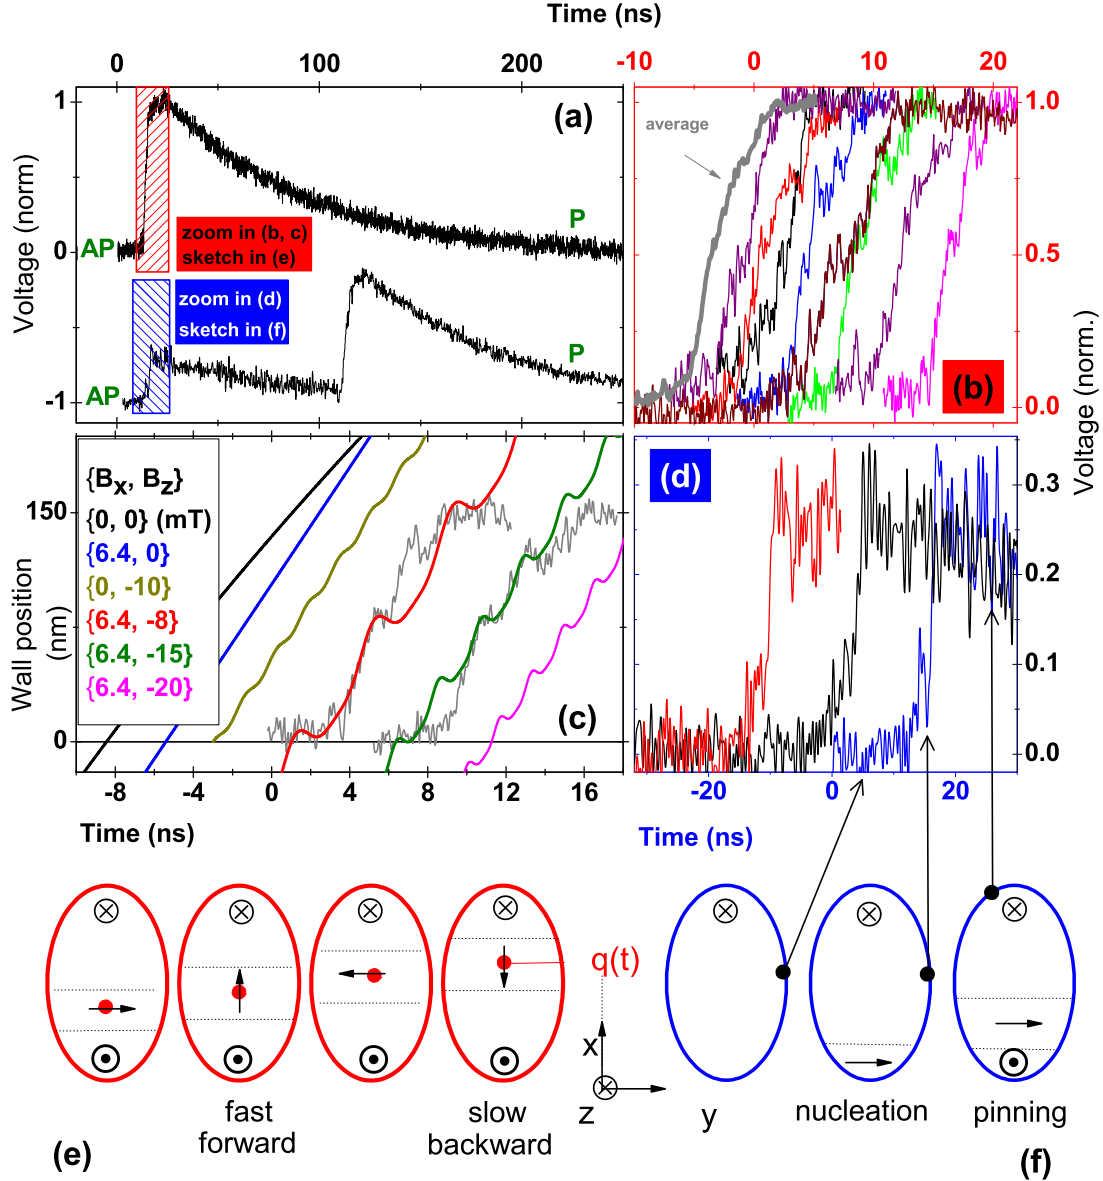 Time (ns)
0 100 200
-10 0 10 20
Voltage (norm)
1
0
-1
(a)
AP
P
zoom in (b, c)
sketch in (e)
zoom in (d)
sketch in (f)
AP
P
average
1.0
0.5
0.0
(b)
Voltage (norm.)
{Bx, Bz}
{0, 0} (mT)
{6.4, 0}
{0, -10}
{6.4, -8}
{6.4, -15}
{6.4, -20}
Wall position
(nm)
150
0
(c)
-8 -4 0 4 8 12 16
Time (ns)
(d)
0.3
0.2
0.1
0.0
-20 0 20
Time (ns)
q(t)
x
z
y
fast
forward
slow
backward
nucleation
pinning
(e)
(f)